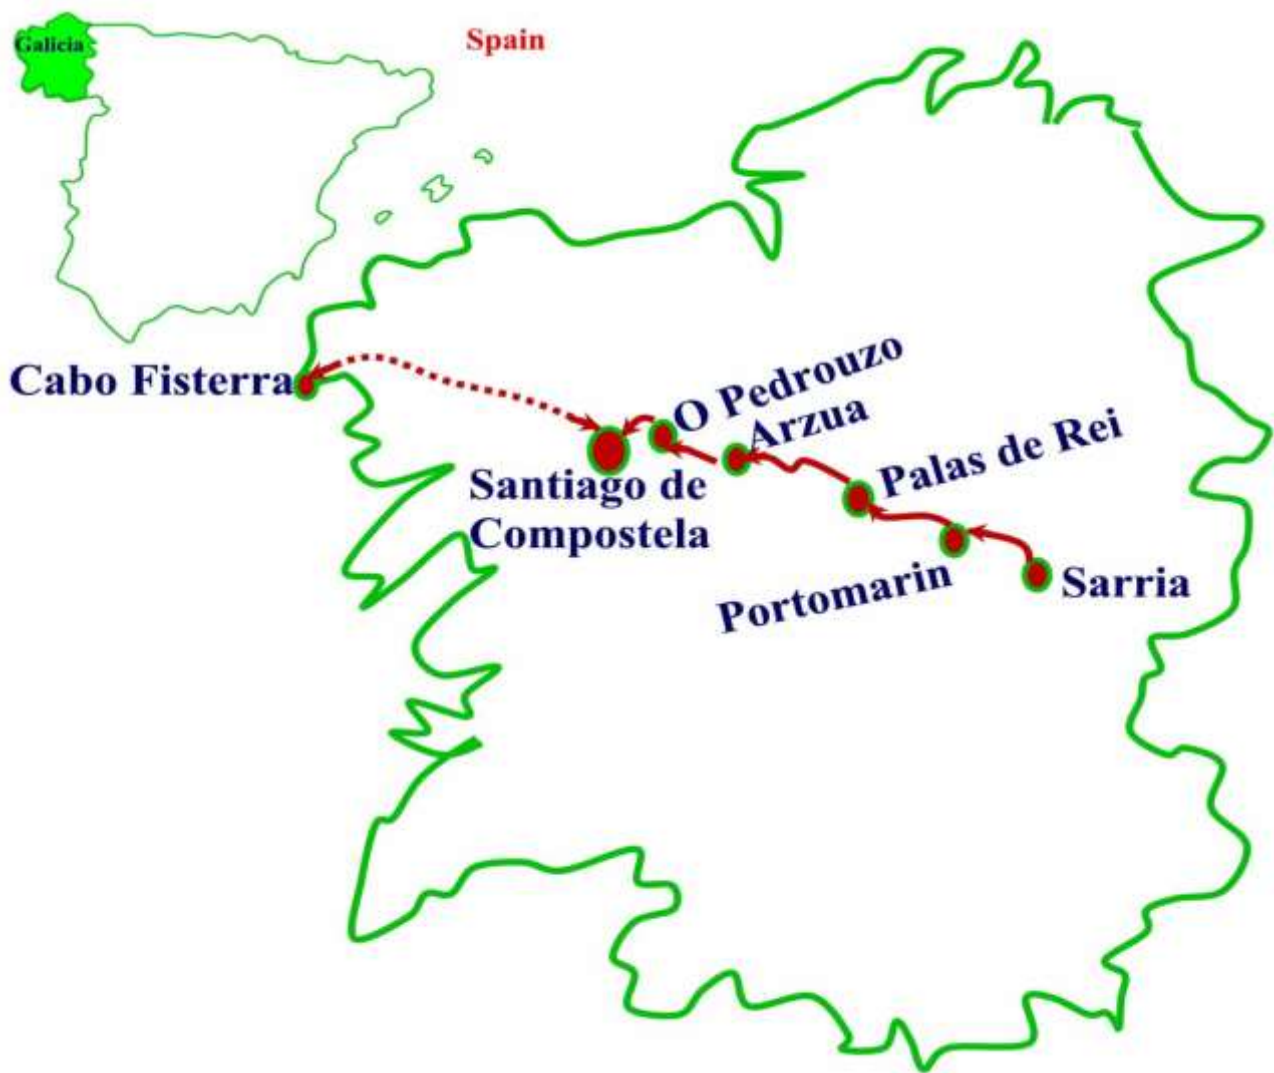 Galicia
Spain
Cabo Fisterra
O Pedrouzo
Arzua
Palas de Rei
Santiago de
Compostela
Portomarin
Sarria